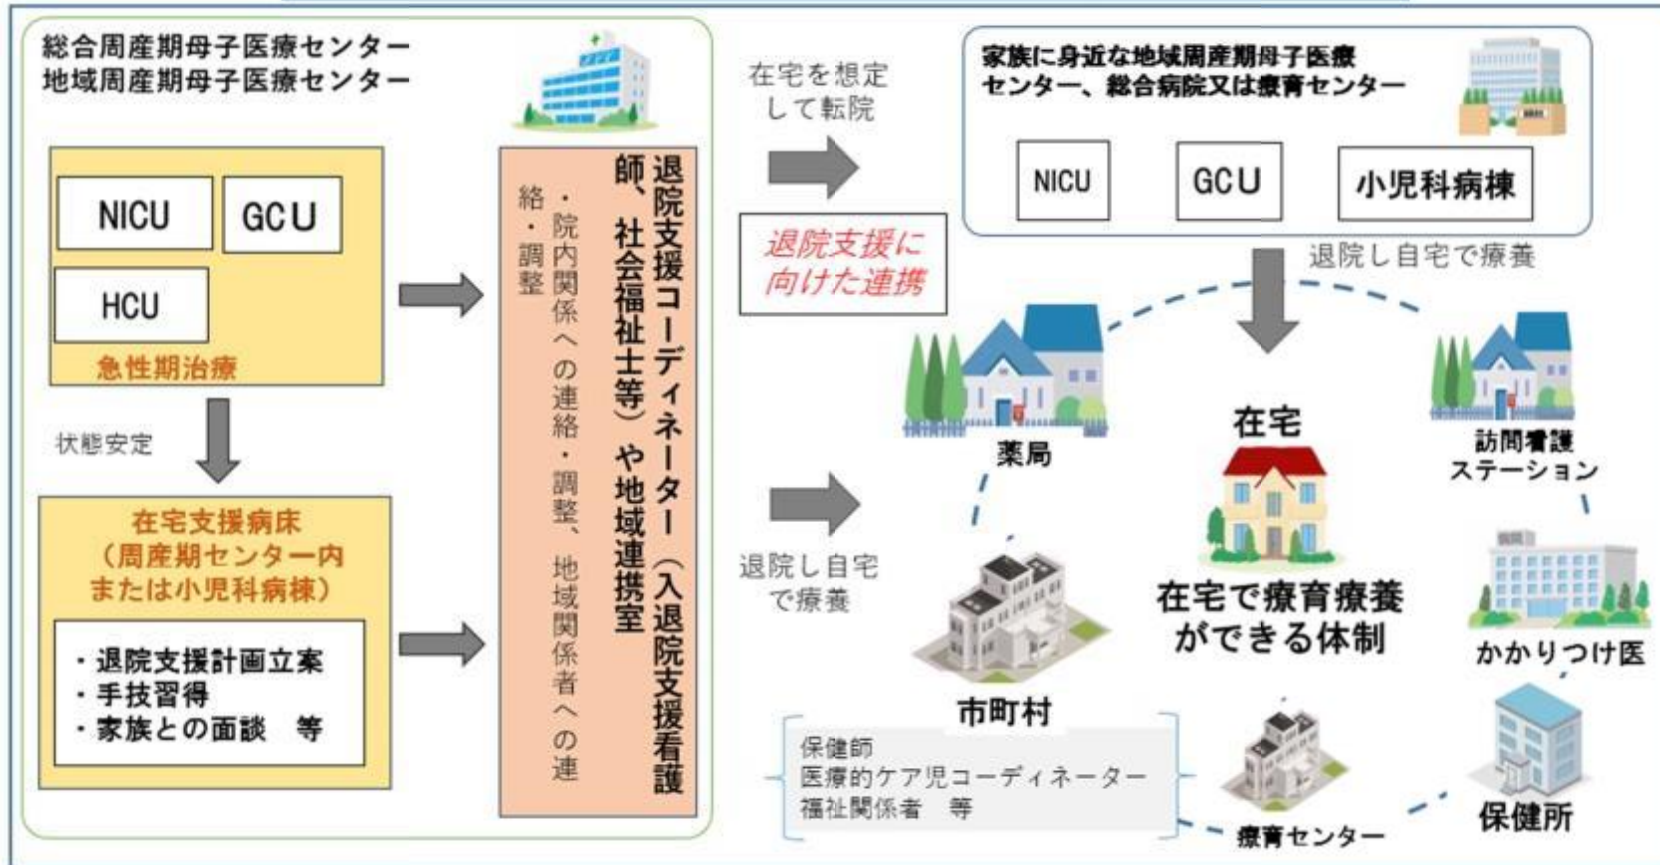 総合周産期母子医療センター
地域周産期母子医療センター
NICU
GCU
HCU
急性期治療
状態安定
在宅支援病床
（周産期センター内
または小児科病棟）
・退院支援計画立案
・手技習得
・家族との面談　等
退院支援コーディネーター（入退院支援看護
師、社会福祉士等）や地域連携室
・院内関係への連絡・調整、地域関係者への連
絡・調整
在宅を想定
して転院
退院支援に
向けた連携
退院し自宅
で療養
家族に身近な地域周産期母子医療
センター、総合病院又は療育センター
NICU
GCU
小児科病棟
退院し自宅で療養
薬局
在宅
訪問看護
ステーション
在宅で療育療養
ができる体制
かかりつけ医
市町村
保健師
医療的ケア児コーディネーター
福祉関係者　等
療育センター
保健所